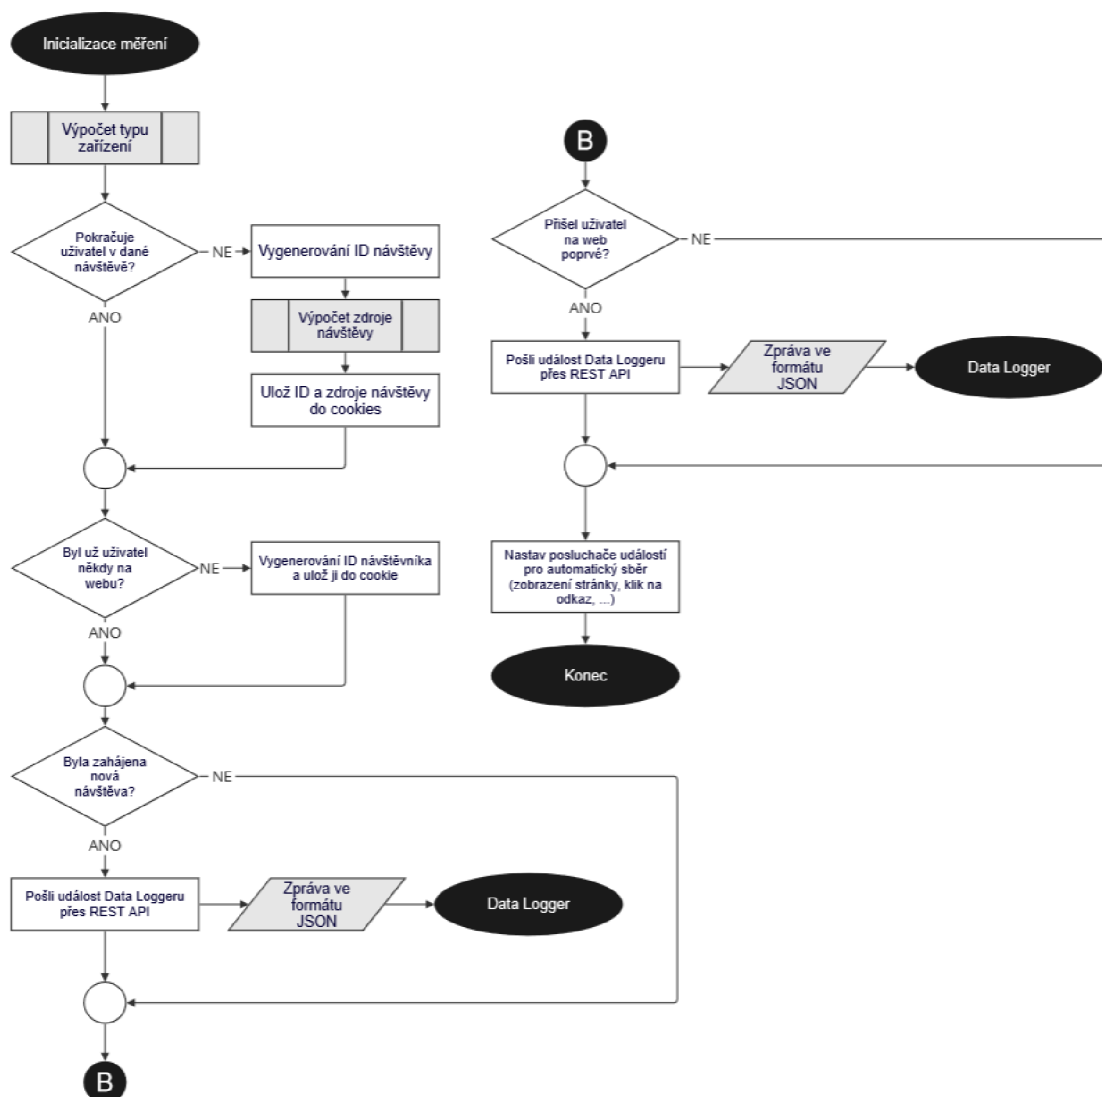 Inicializace měření
Výpočet typu
zařízení
Pokračuje
uživatel v dané
návštěvě?
NE
Vygenerování ID návštěvy
Výpočet zdroje
návštěvy
Ulož ID a zdroje návštěvy
do cookies
ANO
Byl už uživatel
někdy na
webu?
NE
Vygenerování ID návštěvníka
a ulož ji do cookie
ANO
Byla zahájena
nová
návštěva?
NE
ANO
Pošli událost Data Loggeru
přes REST API
Zpráva ve
formátu
JSON
Data Logger
B
B
Přišel uživatel
na web
poprvé?
NE
ANO
Pošli událost Data Loggeru
přes REST API
Zpráva ve
formátu
JSON
Data Logger
Nastav posluchače událostí
pro automatický sběr
(zobrazení stránky, klik na
odkaz, ...)
Konec